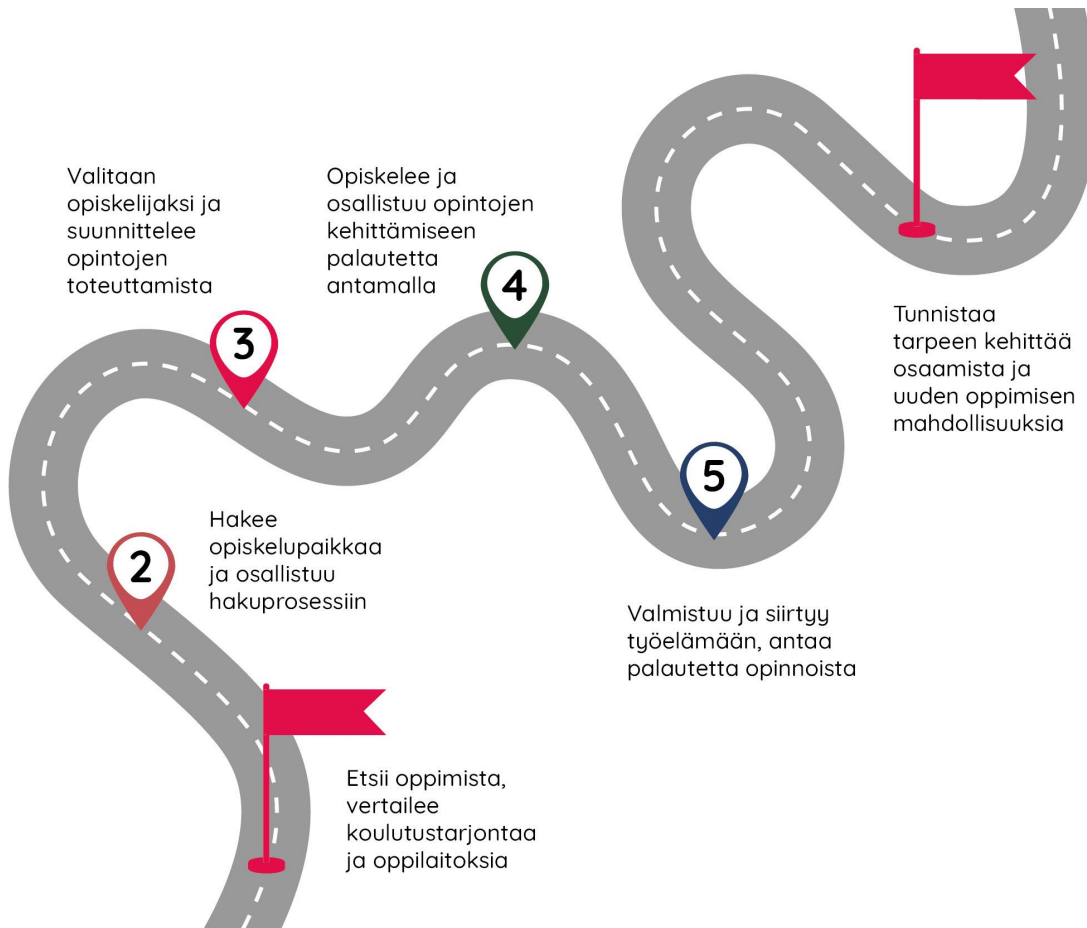 Valitaan
opiskelijaksi ja
suunnittelee
opintojen
toteuttamista
3
Opiskelee ja
osallistuu opintojen
kehittämiseen
palautetta
antamalla
4
Tunnistaa
tarpeen kehittää
osaamista ja
uuden oppimisen
mahdollisuuksia
5
Valmistuu ja siirtyy
työelämään, antaa
palautetta opinnoista
2
Hakee
opiskelupaikkaa
ja osallistuu
hakuprosessiin
Etsii oppimista,
vertailee
koulutustarjontaa
ja oppilaitoksia